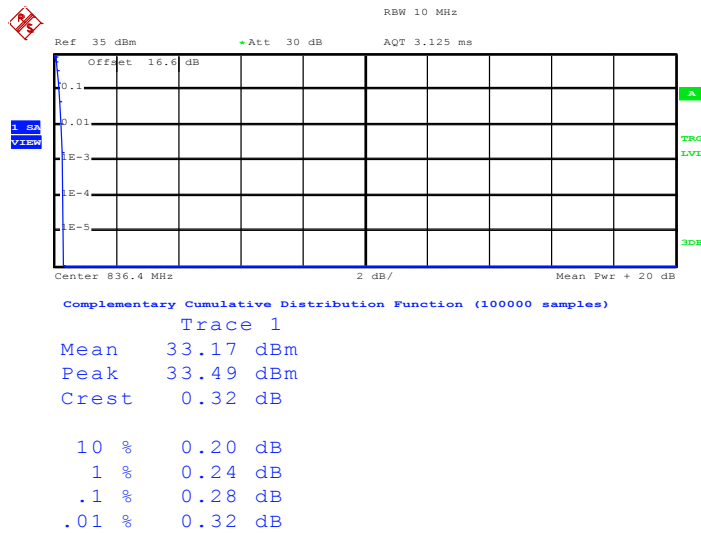 RBW 10 MHz
Ref 35 dBm * Att 30 dB AQT 3.125 ms
Offset 16.6 dB
0.1
A
0.01
1 SA
VIEW
TRG
LVL
1E-3
1E-4
1E-5
3DB
Center 836.4 MHz 2 dB/ Mean Pwr + 20 dB
Complementary Cumulative Distribution Function (100000 samples)
Trace 1
Mean 33.17 dBm
Peak 33.49 dBm
Crest 0.32 dB
10 % 0.20 dB
1 % 0.24 dB
.1 % 0.28 dB
.01 % 0.32 dB